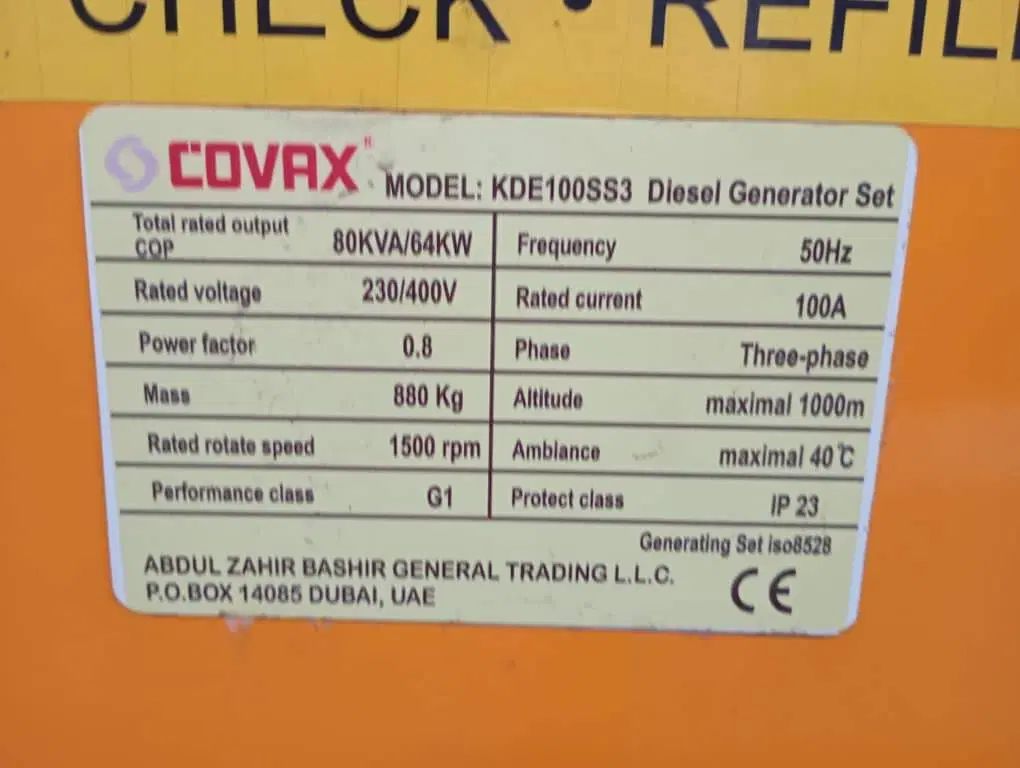 CHECK • REFILL
COVAX® MODEL: KDE100SS3 Diesel Generator Set
Total rated output COP 80KVA/64KW Frequency 50Hz
Rated voltage 230/400V Rated current 100A
Power factor 0.8 Phase Three-phase
Mass 880 Kg Altitude maximal 1000m
Rated rotate speed 1500 rpm Ambiance maximal 40℃
Performance class G1 Protect class IP 23
Generating Set iso8528
ABDUL ZAHIR BASHIR GENERAL TRADING L.L.C.
P.O.BOX 14085 DUBAI, UAE
CE